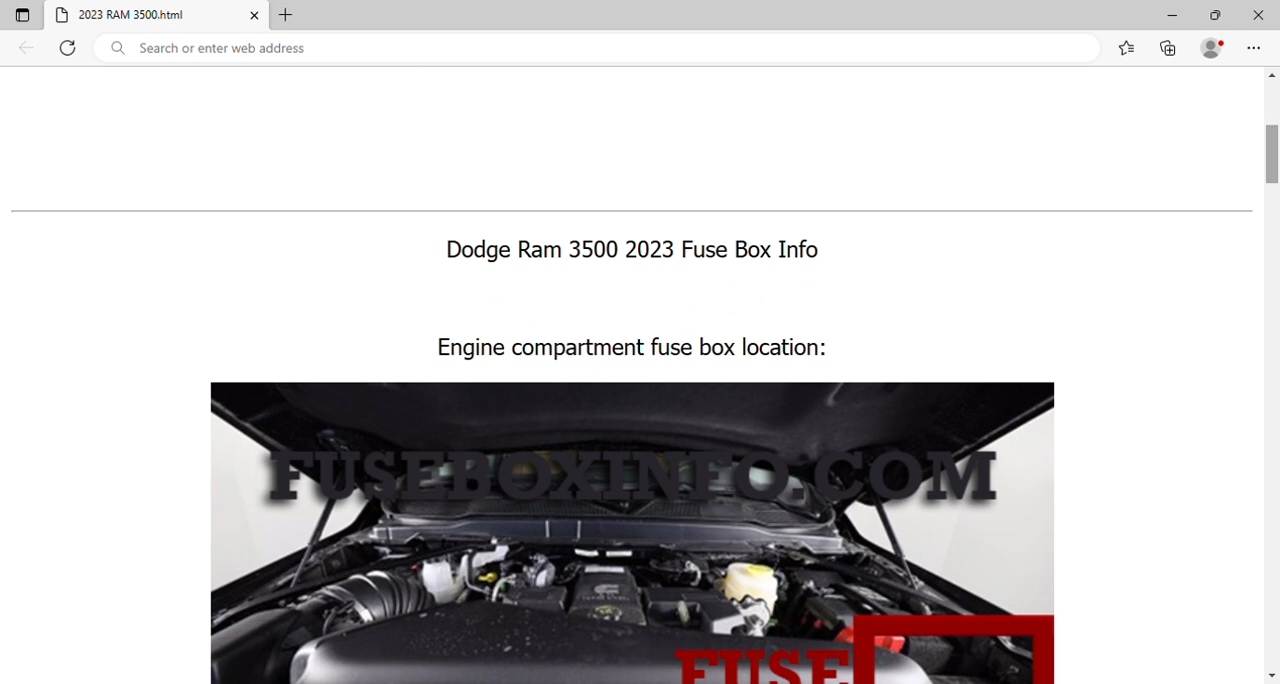 2023 RAM 3500.html
Search or enter web address
Dodge Ram 3500 2023 Fuse Box Info
Engine compartment fuse box location:
FUSEBOXINFO.COM
FUSE